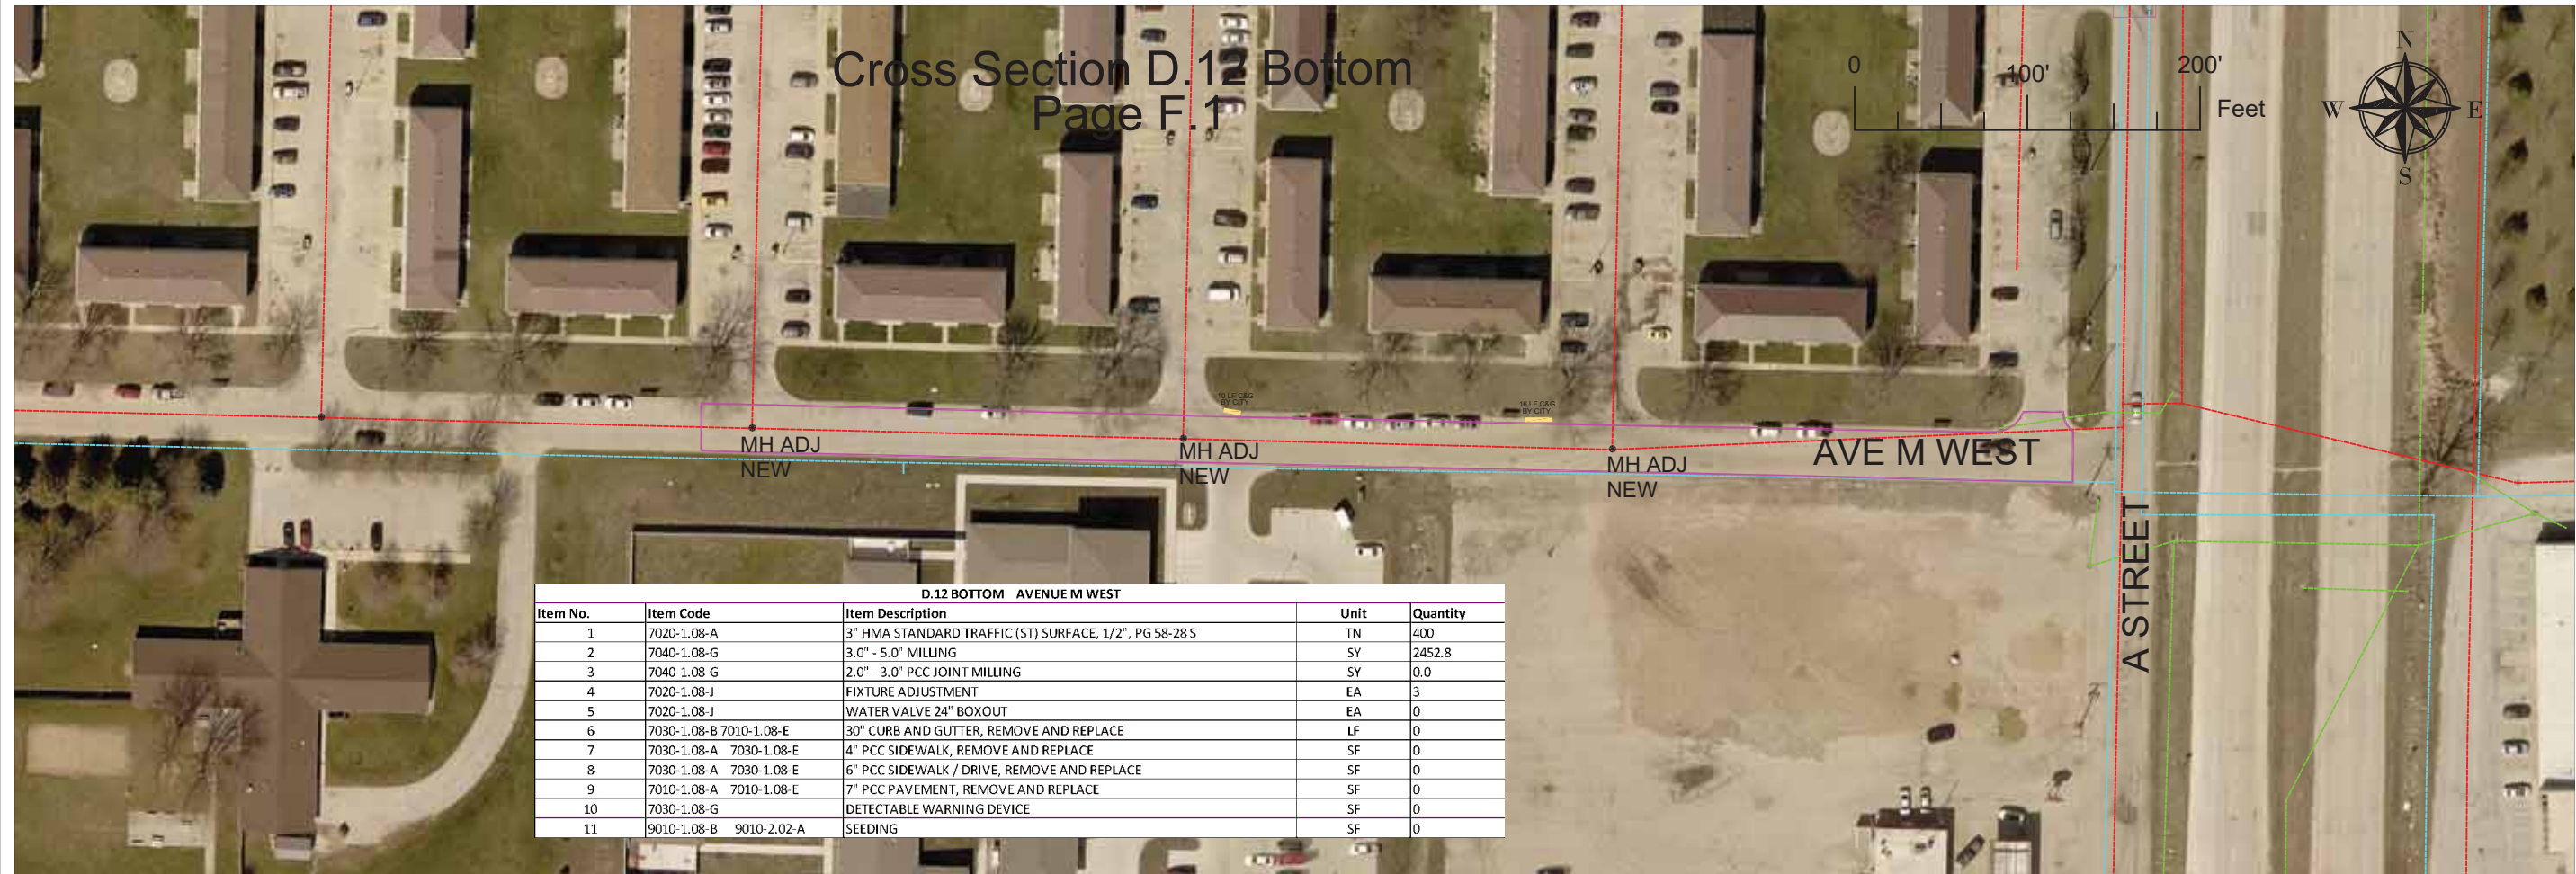 Cross Section D.12 Bottom
Page F.1
0 100' 200'
Feet
N
W E
S
10 LF C&G
BY CITY
16 LF C&G
BY CITY
MH ADJ
NEW
MH ADJ
NEW
MH ADJ
NEW
AVE M WEST
A STREET
D.12 BOTTOM AVENUE M WEST
Item No. Item Code Item Description Unit Quantity
1 7020-1.08-A 3" HMA STANDARD TRAFFIC (ST) SURFACE, 1/2", PG 58-28 S TN 400
2 7040-1.08-G 3.0" - 5.0" MILLING SY 2452.8
3 7040-1.08-G 2.0" - 3.0" PCC JOINT MILLING SY 0.0
4 7020-1.08-J FIXTURE ADJUSTMENT EA 3
5 7020-1.08-J WATER VALVE 24" BOXOUT EA 0
6 7030-1.08-B 7010-1.08-E 30" CURB AND GUTTER, REMOVE AND REPLACE LF 0
7 7030-1.08-A 7030-1.08-E 4" PCC SIDEWALK, REMOVE AND REPLACE SF 0
8 7030-1.08-A 7030-1.08-E 6" PCC SIDEWALK / DRIVE, REMOVE AND REPLACE SF 0
9 7010-1.08-A 7010-1.08-E 7" PCC PAVEMENT, REMOVE AND REPLACE SF 0
10 7030-1.08-G DETECTABLE WARNING DEVICE SF 0
11 9010-1.08-B 9010-2.02-A SEEDING SF 0